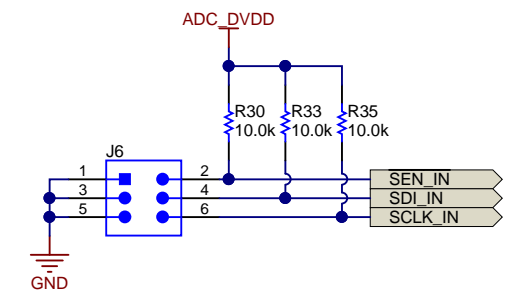 ADC_DVDD
R30 R33 R35
10.0k 10.0k 10.0k
J6
1 2 SEN_IN
3 4 SDI_IN
5 6 SCLK_IN
GND